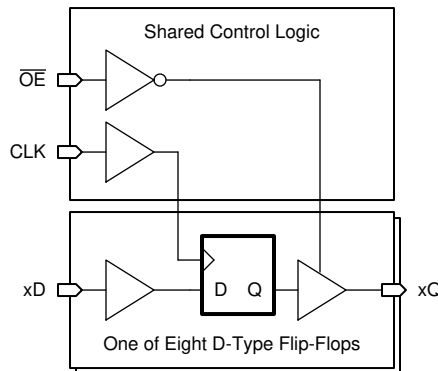 Shared Control Logic
OE
CLK
xD
D Q
xQ
One of Eight D-Type Flip-Flops